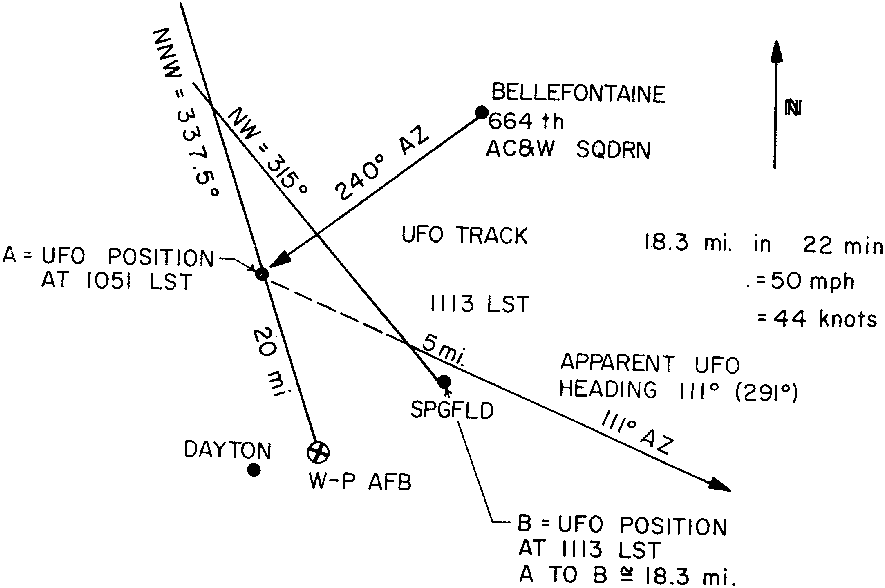 NNW = 337.5°
NW = 315°
BELLEFONTAINE
664 th
AC&W SQDRN
N
240° AZ
A = UFO POSITION
AT 1051 LST
UFO TRACK
18.3 mi. in 22 min
= 50 mph
= 44 knots
1113 LST
20 mi
5 mi.
APPARENT UFO
HEADING 111° (291°)
SPGFLD
111° AZ
DAYTON
W-P AFB
B = UFO POSITION
AT 1113 LST
A TO B ≅ 18.3 mi.